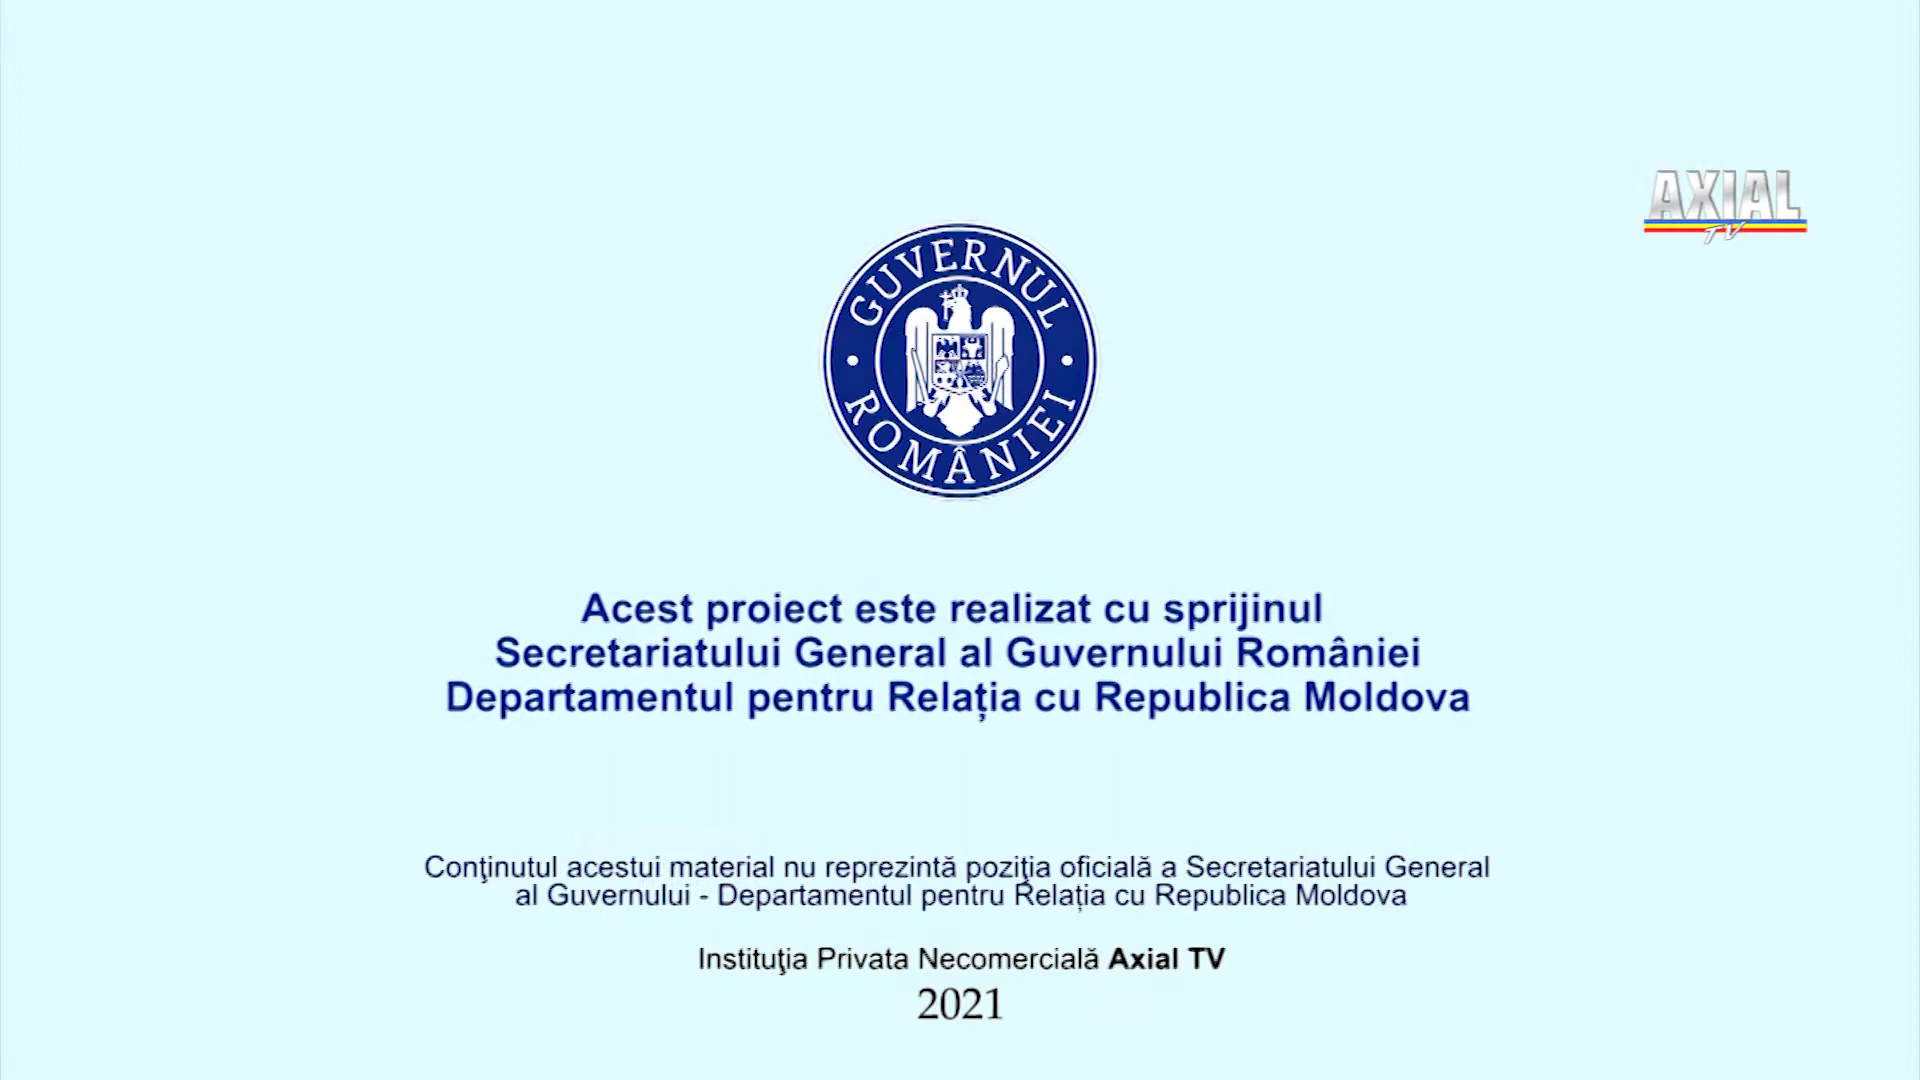 AXIAL
TV
GUVERNUL
ROMÂNIEI
Acest proiect este realizat cu sprijinul
Secretariatului General al Guvernului României
Departamentul pentru Relația cu Republica Moldova
Conţinutul acestui material nu reprezintă poziţia oficială a Secretariatului General
al Guvernului - Departamentul pentru Relația cu Republica Moldova
Instituţia Privata Necomercială Axial TV
2021